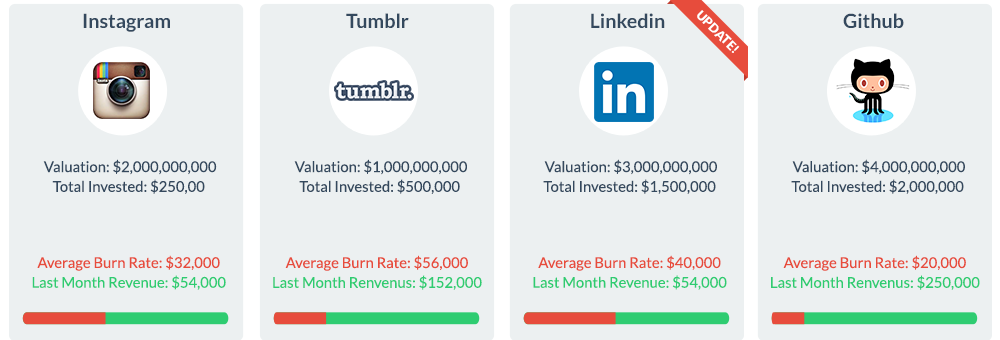 Instagram
Valuation: $2,000,000,000
Total Invested: $250,00
Average Burn Rate: $32,000
Last Month Revenue: $54,000
Tumblr
tumblr.
Valuation: $1,000,000,000
Total Invested: $500,000
Average Burn Rate: $56,000
Last Month Renvenus: $152,000
Linkedin
UPDATE!
in
Valuation: $3,000,000,000
Total Invested: $1,500,000
Average Burn Rate: $40,000
Last Month Revenue: $54,000
Github
Valuation: $4,000,000,000
Total Invested: $2,000,000
Average Burn Rate: $20,000
Last Month Renvenus: $250,000